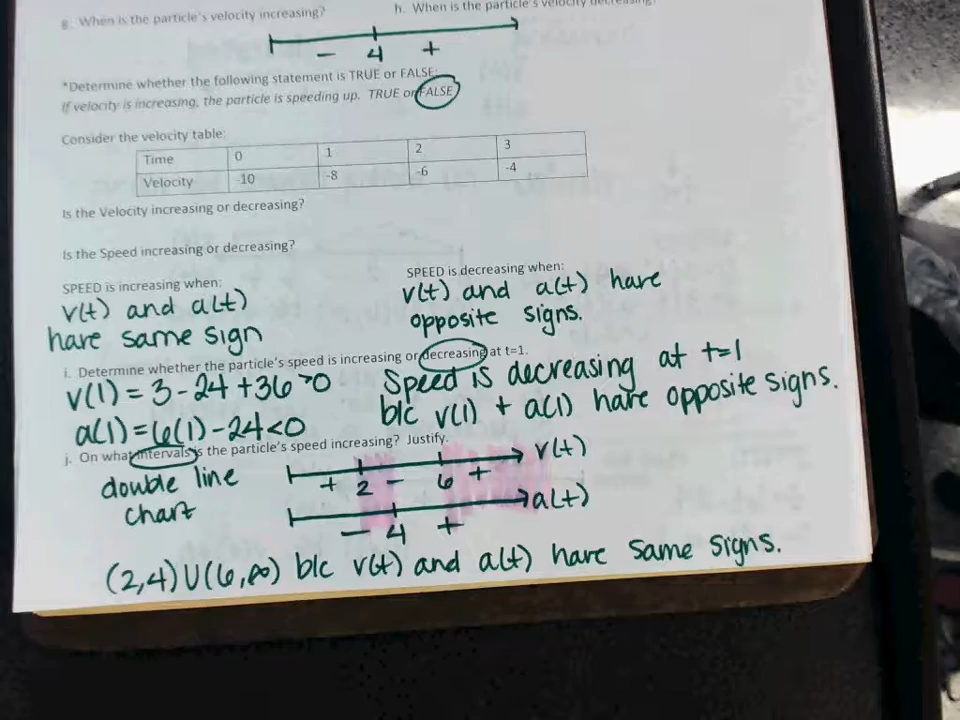 g. When is the particle's velocity increasing? h. When is the particle's velocity decreasing?
- 4 +
*Determine whether the following statement is TRUE or FALSE.
If velocity is increasing, the particle is speeding up. TRUE or FALSE
Consider the velocity table:
Time 0 1 2 3
Velocity -10 -8 -6 -4
Is the Velocity increasing or decreasing?
Is the Speed increasing or decreasing?
SPEED is increasing when: SPEED is decreasing when:
v(t) and a(t) v(t) and a(t) have
have same sign opposite signs.
i. Determine whether the particle's speed is increasing or decreasing at t=1.
v(1) = 3-24+36>0 Speed is decreasing at t=1
a(1)=6(1)-24<0 b/c v(1) + a(1) have opposite signs.
j. On what intervals is the particle's speed increasing? Justify.
double line + 2 - 6 + v(t)
chart - 4 + a(t)
(2,4)U(6,∞) b/c v(t) and a(t) have same signs.